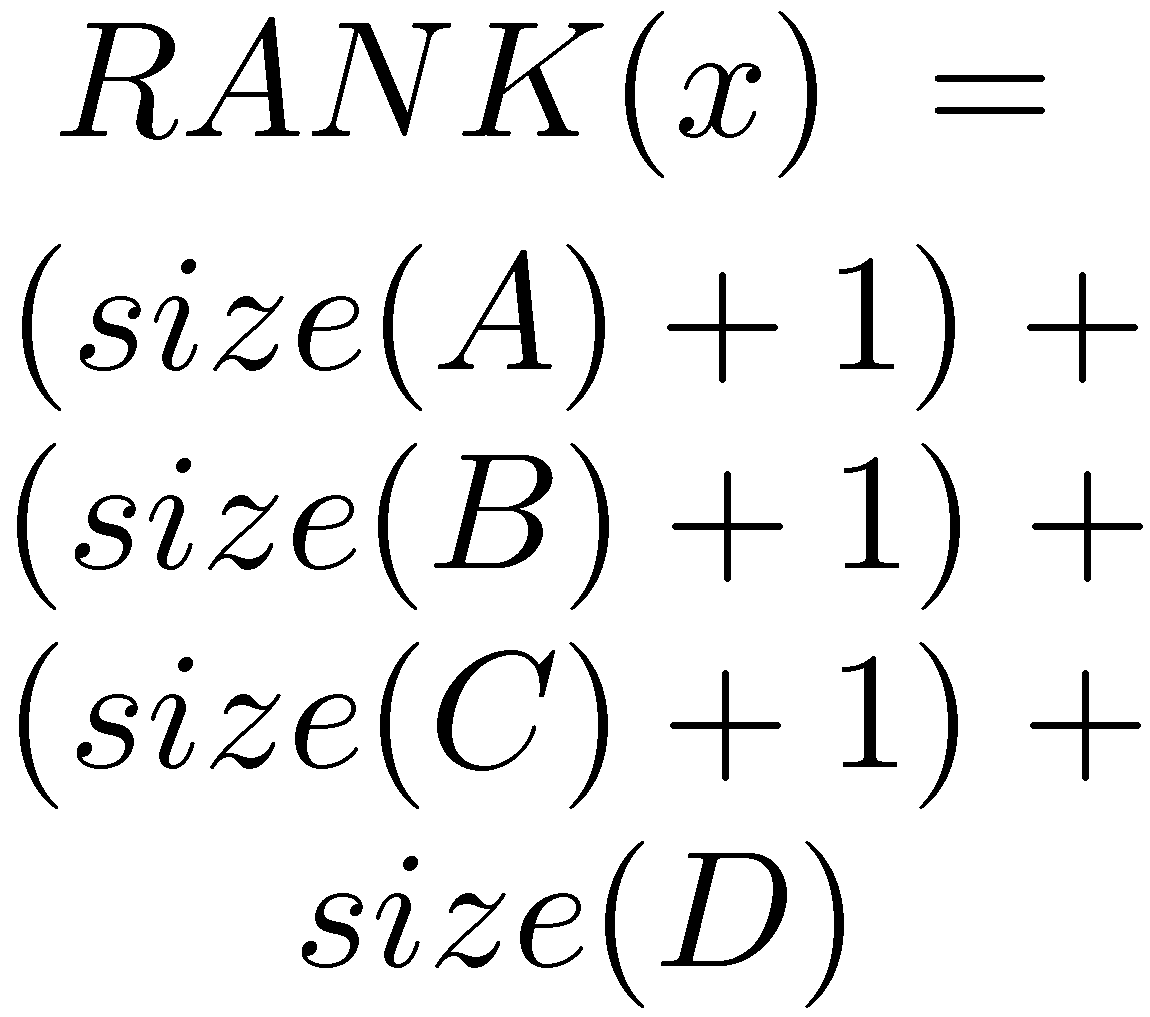 RANK(x) =
(size(A) + 1) +
(size(B) + 1) +
(size(C) + 1) +
size(D)